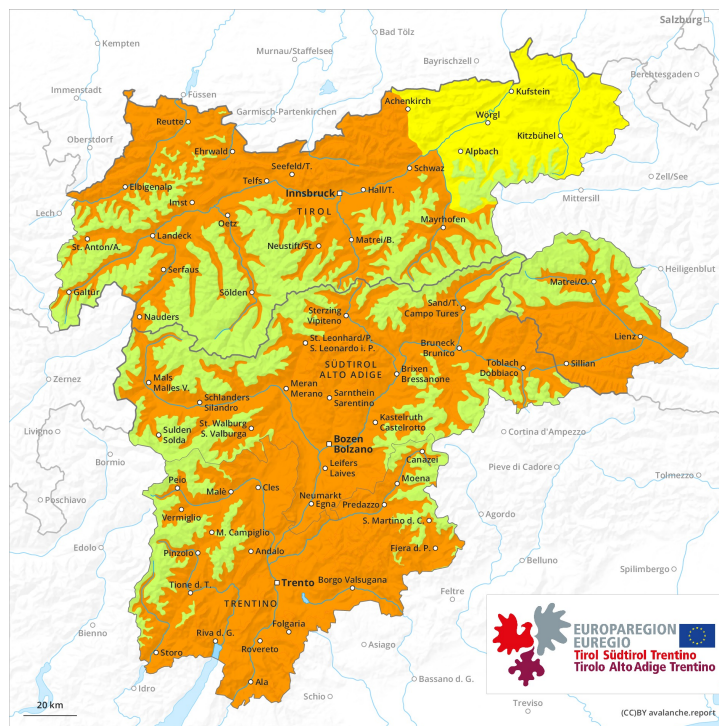 Salzburg
Bad Tölz
Kempten
Murnau/Staffelsee
Bayrischzell
Berchtesgaden
Immenstadt
Füssen
Kufstein
Achenkirch
Garmisch-Partenkirchen
Wörgl
Reutte
Oberstdorf
Kitzbühel
Ehrwald
Alpbach
Seefeld/T.
Schwaz
Zell/See
Telfs
Elbigenalp
Innsbruck
Hall/T.
Mittersill
Imst
TIROL
Lech
Oetz
Mayrhofen
Landeck
Neustift/St.
Matrei/B.
St. Anton/A.
Serfaus
Heiligenblut
Matrei/O.
Galtür
Sölden
Sand/T.
Campo Tures
Sterzing
Vipiteno
Nauders
Lienz
St. Leonhard/P.
S. Leonardo i. P.
Bruneck
Brunico
Sillian
Toblach
Dobbiaco
SÜDTIROL
ALTO ADIGE
Brixen
Bressanone
Zernez
Mals
Malles V.
Meran
Merano
Schlanders
Silandro
Sarnthein
Sarentino
Kastelruth
Castelrotto
St. Walburg
S. Valburga
Livigno
Sulden
Solda
Cortina d'Ampezzo
Bozen
Bolzano
Bormio
Canazei
Leifers
Laives
Pieve di Cadore
Tolmezzo
Moena
Peio
Cles
Malè
Neumarkt
Egna
Predazzo
Poschiavo
Vermiglio
Agordo
S. Martino d. C.
M. Campiglio
Edolo
Fiera d. P.
Pinzolo
Andalo
Belluno
Spilimbergo
Trento
Borgo Valsugana
Tione d. T.
Feltre
TRENTINO
Folgaria
Bienno
Riva d. G.
Rovereto
Asiago
Storo
Bassano d. G.
Ala
Idro
Schio
Treviso
EUROPAREGION
EUREGIO
Tirol Südtirol Trentino
Tirolo Alto Adige Trentino
20 km
(CC)BY avalanche.report